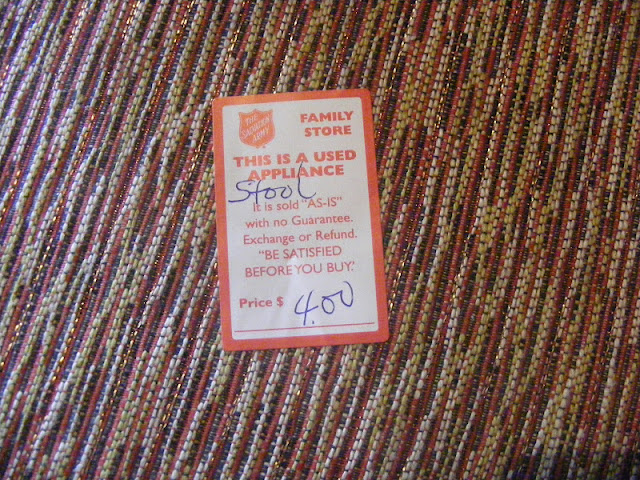 THE
SALVATION
ARMY
FAMILY
STORE
THIS IS A USED
APPLIANCE
Stool
It is sold "AS-IS"
with no Guarantee.
Exchange or Refund.
"BE SATISFIED
BEFORE YOU BUY."
Price $ 4.00